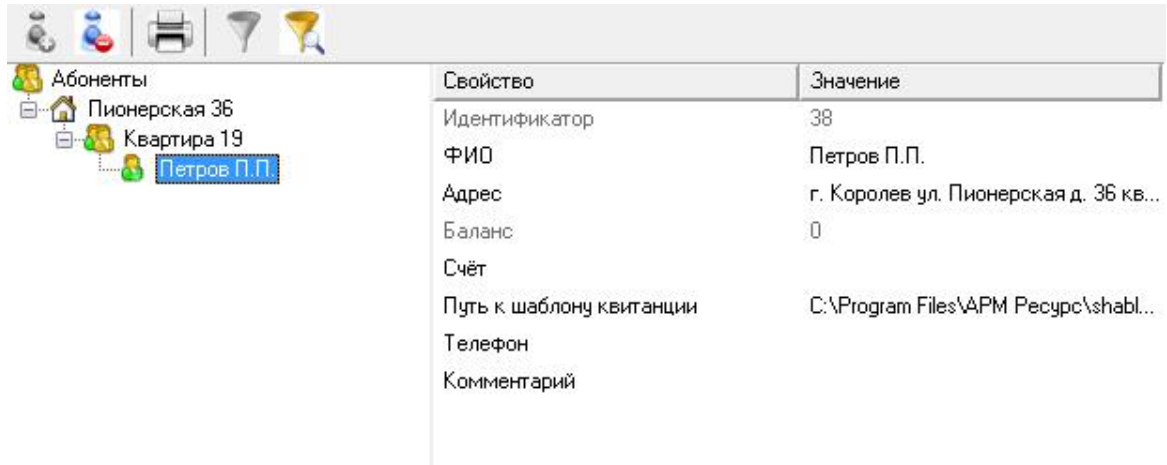 Абоненты
Пионерская 36
Квартира 19
Петров П.П.
Свойство Значение
Идентификатор 38
ФИО Петров П.П.
Адрес г. Королев ул. Пионерская д. 36 кв...
Баланс 0
Счёт
Путь к шаблону квитанции C:\Program Files\АРМ Ресурс\shabl...
Телефон
Комментарий